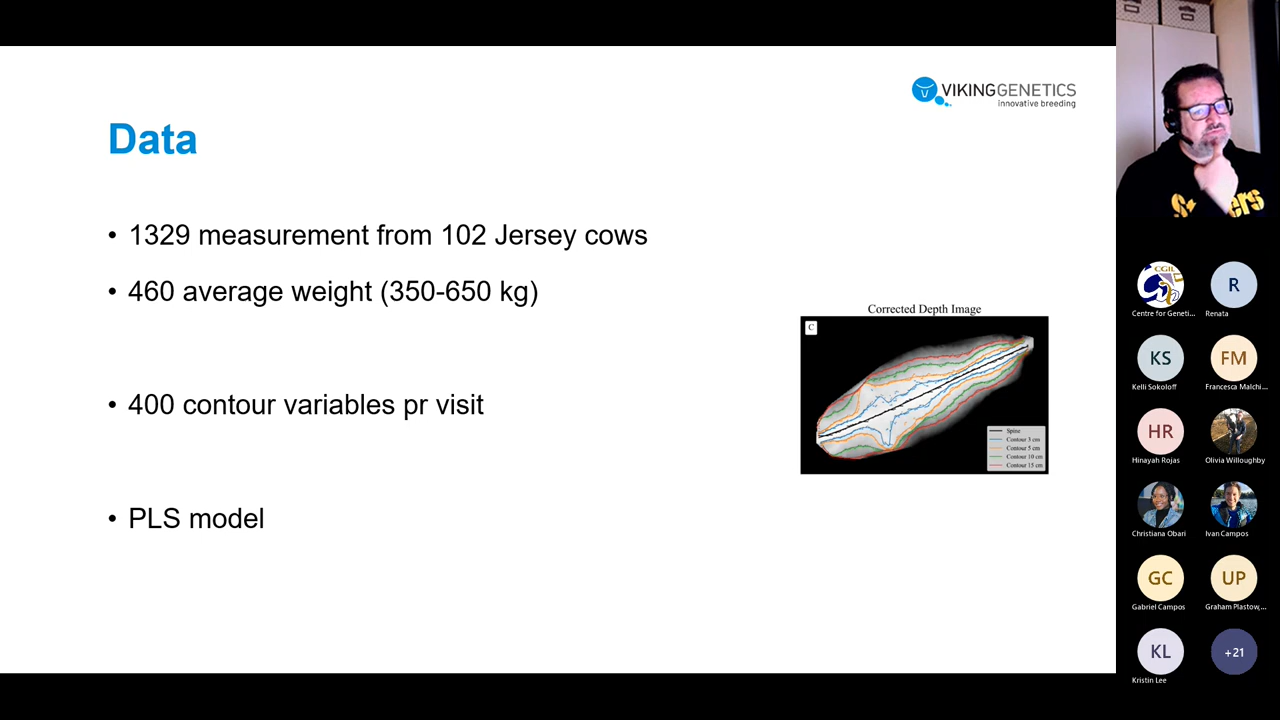 VIKINGGENETICS
innovative breeding
Data
• 1329 measurement from 102 Jersey cows
• 460 average weight (350-650 kg)
• 400 contour variables pr visit
• PLS model
Corrected Depth Image
C
Spine
Contour 3 cm
Contour 5 cm
Contour 10 cm
Contour 15 cm
CGIL
R
Centre for Geneti...
Renata
KS
FM
Kelli Sokoloff
Francesca Malchi...
HR
Hinayah Rojas
Olivia Willoughby
Christiana Obari
Ivan Campos
GC
UP
Gabriel Campos
Graham Plastow,...
KL
+21
Kristin Lee